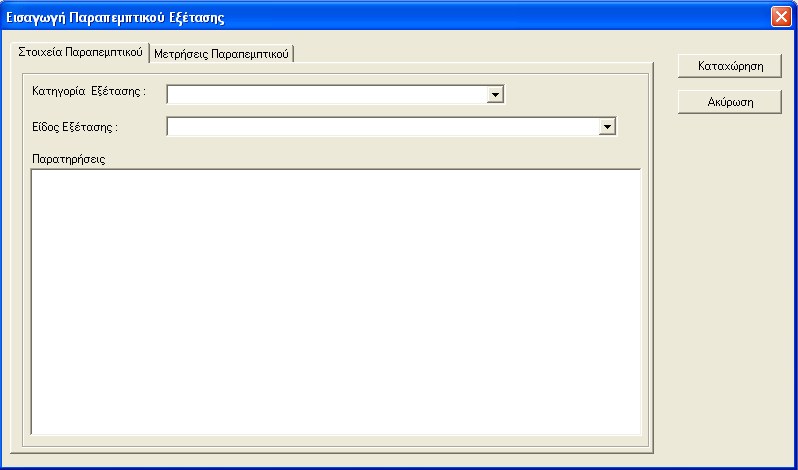 Εισαγωγή Παραπεμπτικού Εξέτασης
Στοιχεία Παραπεμπτικού Μετρήσεις Παραπεμπτικού
Καταχώρηση
Κατηγορία Εξέτασης :
Ακύρωση
Είδος Εξέτασης :
Παρατηρήσεις